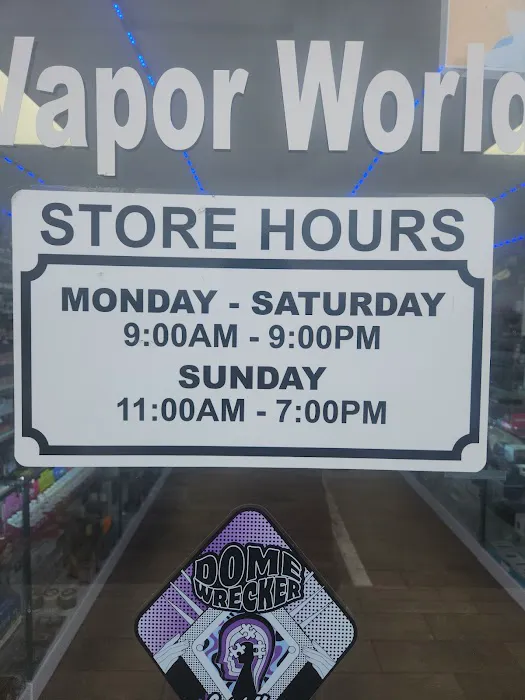 Vapor World
STORE HOURS
MONDAY - SATURDAY
9:00AM - 9:00PM
SUNDAY
11:00AM - 7:00PM
DOME
WRECKER